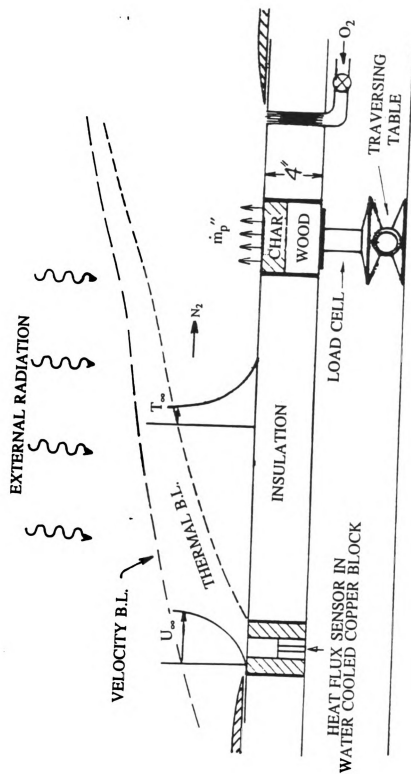 EXTERNAL RADIATION
VELOCITY B.L.
THERMAL B.L.
U∞
T∞
N₂
ṁₚ″
CHAR
WOOD
4″
O₂
INSULATION
HEAT FLUX SENSOR IN
WATER COOLED COPPER BLOCK
LOAD CELL
TRAVERSING
TABLE